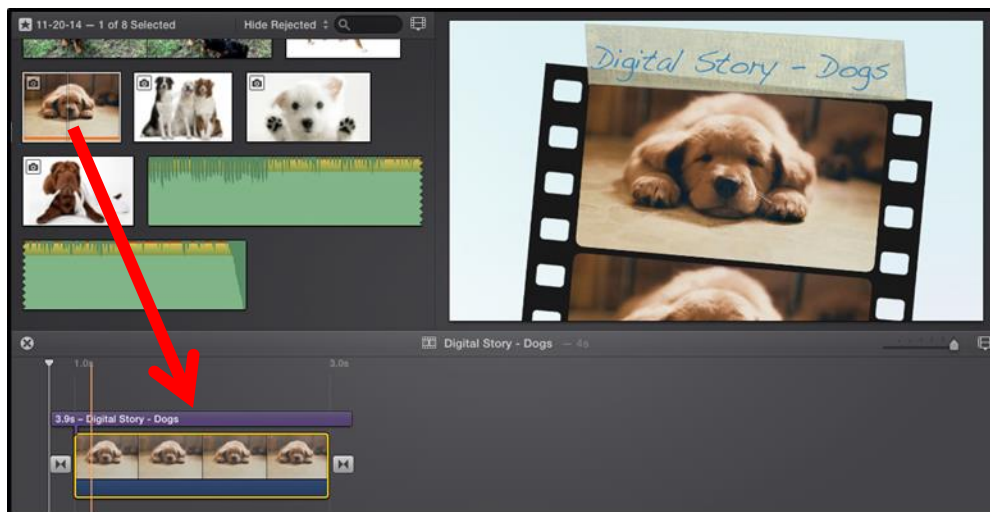 11-20-14 — 1 of 8 Selected
Hide Rejected
Digital Story - Dogs
Digital Story - Dogs — 4s
1.0s
3.0s
3.9s – Digital Story - Dogs